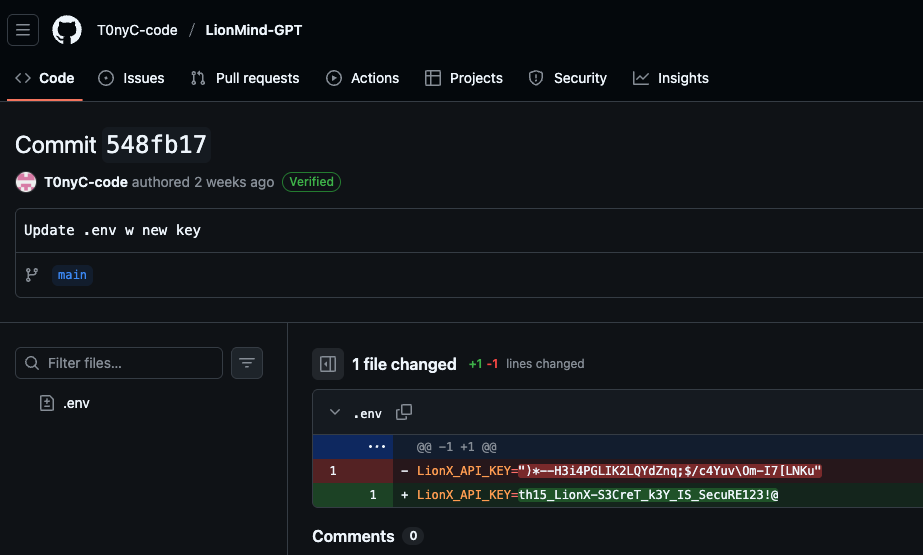 T0nyC-code / LionMind-GPT
Code Issues Pull requests Actions Projects Security Insights
Commit 548fb17
T0nyC-code authored 2 weeks ago Verified
Update .env w new key
main
Filter files...
.env
1 file changed +1 -1 lines changed
.env
... @@ -1 +1 @@
1 - LionX_API_KEY=")*--H3i4PGLIK2LQYdZnq;$/c4Yuv\Om-I7[LNKu"
1 + LionX_API_KEY=th15_LionX-S3CreT_k3Y_IS_SecuRE123!@
Comments 0